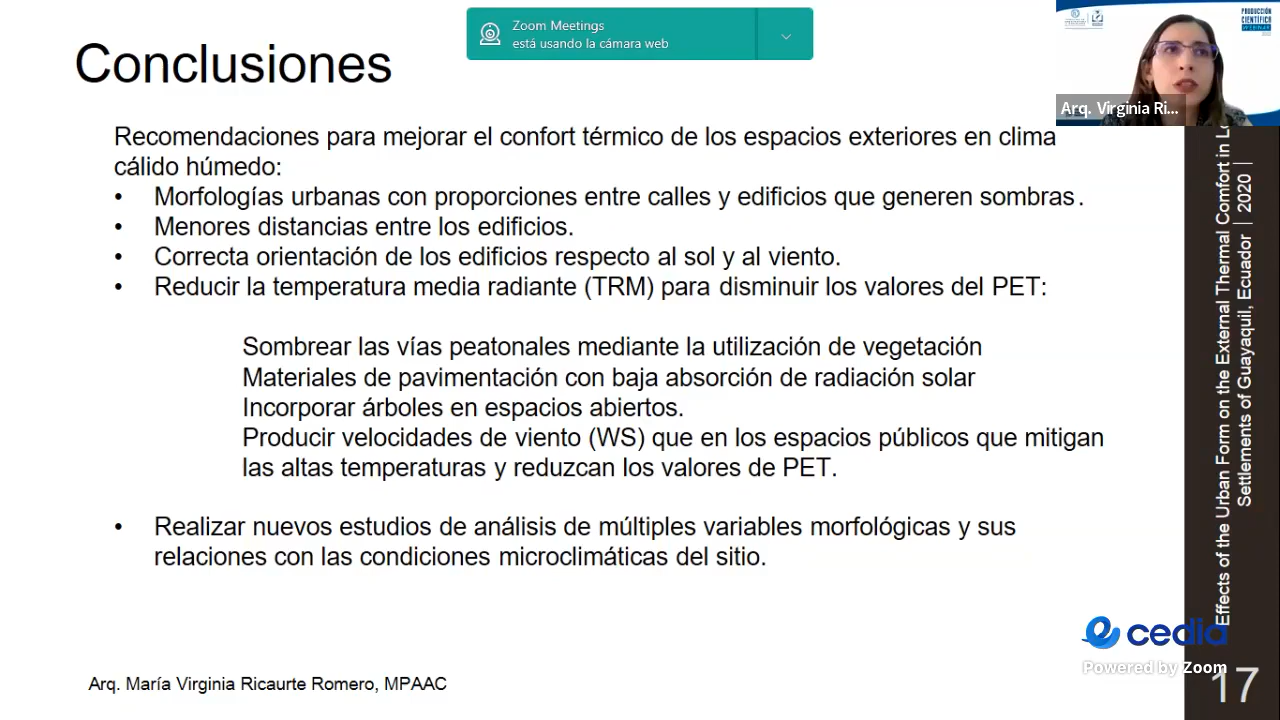 Conclusiones
Zoom Meetings
está usando la cámara web
PRODUCCIÓN
CIENTÍFICA
WEBINAR
Arq. Virginia Ri...
Recomendaciones para mejorar el confort térmico de los espacios exteriores en clima
cálido húmedo:
• Morfologías urbanas con proporciones entre calles y edificios que generen sombras.
• Menores distancias entre los edificios.
• Correcta orientación de los edificios respecto al sol y al viento.
• Reducir la temperatura media radiante (TRM) para disminuir los valores del PET:
Sombrear las vías peatonales mediante la utilización de vegetación
Materiales de pavimentación con baja absorción de radiación solar
Incorporar árboles en espacios abiertos.
Producir velocidades de viento (WS) que en los espacios públicos que mitigan
las altas temperaturas y reduzcan los valores de PET.
• Realizar nuevos estudios de análisis de múltiples variables morfológicas y sus
relaciones con las condiciones microclimáticas del sitio.
Effects of the Urban Form on the External Thermal Comfort in
Settlements of Guayaquil, Ecuador | 2020 |
cedia
Powered by Zoom
Arq. María Virginia Ricaurte Romero, MPAAC
17